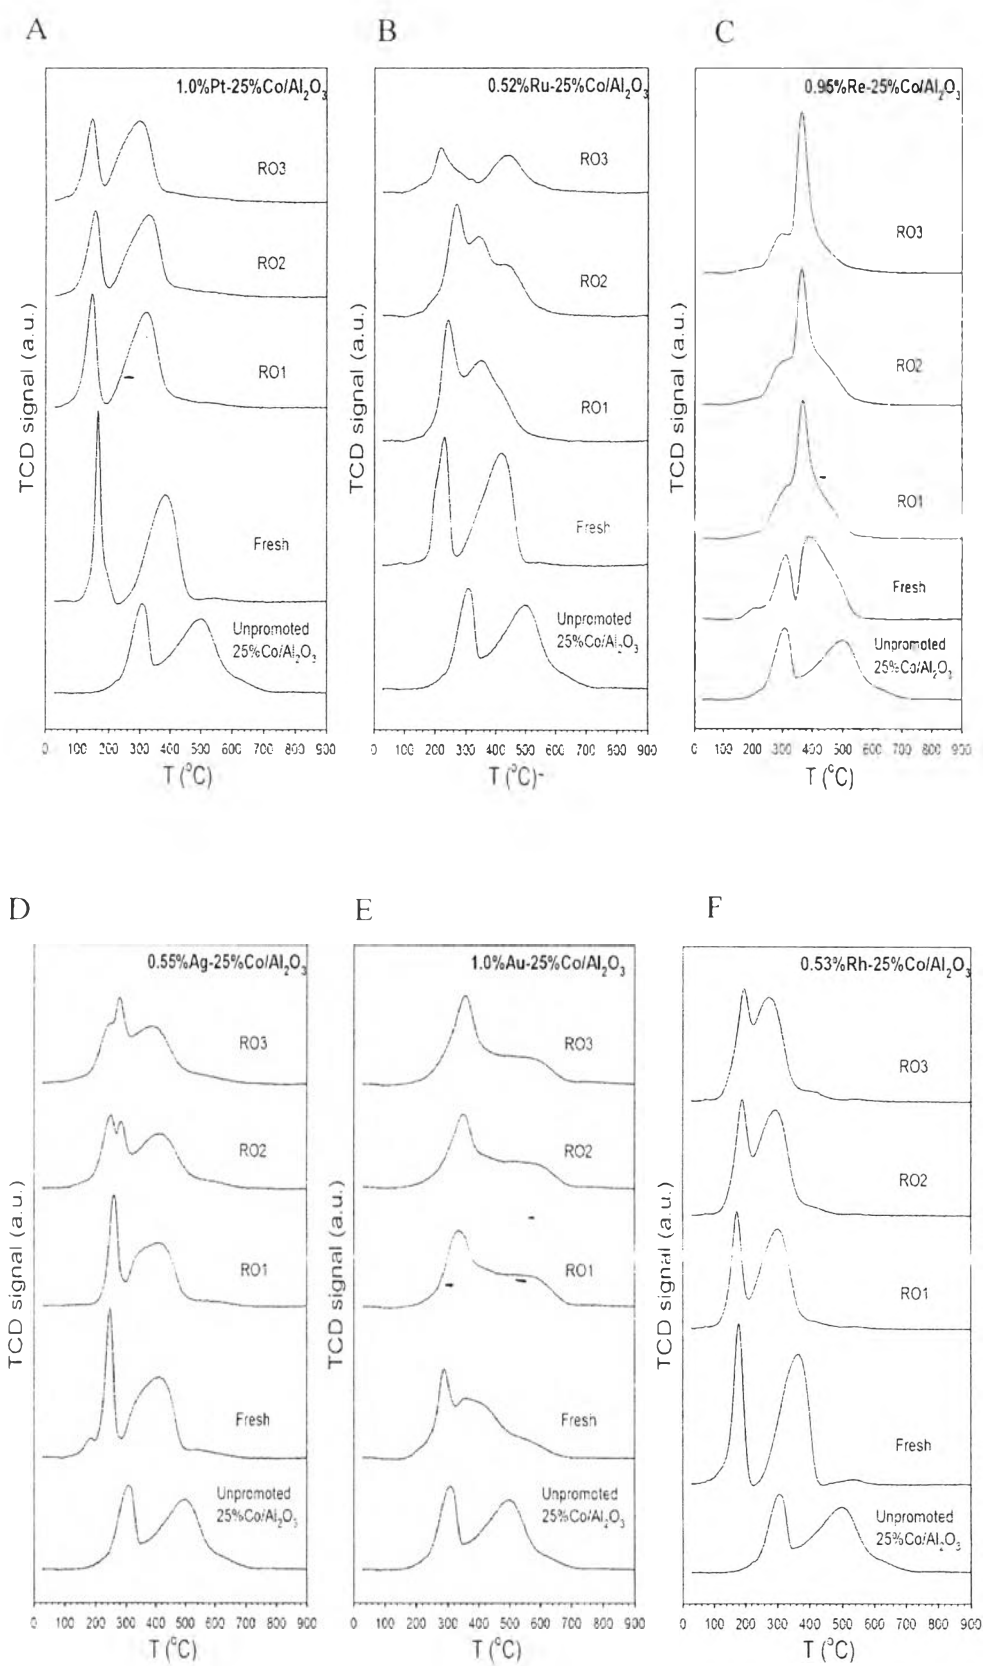 A
1.0%Pt-25%Co/Al₂O₃
RO3
RO2
RO1
Fresh
Unpromoted
25%Co/Al₂O₃
TCD signal (a.u.)
0 100 200 300 400 500 600 700 800 900
T (°C)
B
0.52%Ru-25%Co/Al₂O₃
RO3
RO2
RO1
Fresh
Unpromoted
25%Co/Al₂O₃
TCD signal (a.u.)
0 100 200 300 400 500 600 700 800 900
T (°C)-
C
0.95%Re-25%Co/Al₂O₃
RO3
RO2
RO1
Fresh
Unpromoted
25%Co/Al₂O₃
TCD signal (a.u.)
0 100 200 300 400 500 600 700 800 900
T (°C)
D
0.55%Ag-25%Co/Al₂O₃
RO3
RO2
RO1
Fresh
Unpromoted
25%Co/Al₂O₃
TCD signal (a.u.)
0 100 200 300 400 500 600 700 800 900
T (°C)
E
1.0%Au-25%Co/Al₂O₃
RO3
RO2
RO1
Fresh
Unpromoted
25%Co/Al₂O₃
TCD signal (a.u.)
0 100 200 300 400 500 600 700 800 900
T (°C)
F
0.53%Rh-25%Co/Al₂O₃
RO3
RO2
RO1
Fresh
Unpromoted
25%Co/Al₂O₃
TCD signal (a.u.)
0 100 200 300 400 500 600 700 800 900
T (°C)